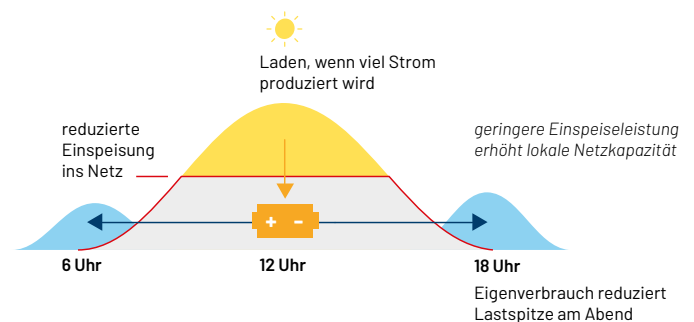 Laden, wenn viel Strom
produziert wird
reduzierte
Einspeisung
ins Netz
geringere Einspeiseleistung
erhöht lokale Netzkapazität
+ -
6 Uhr
12 Uhr
18 Uhr
Eigenverbrauch reduziert
Lastspitze am Abend